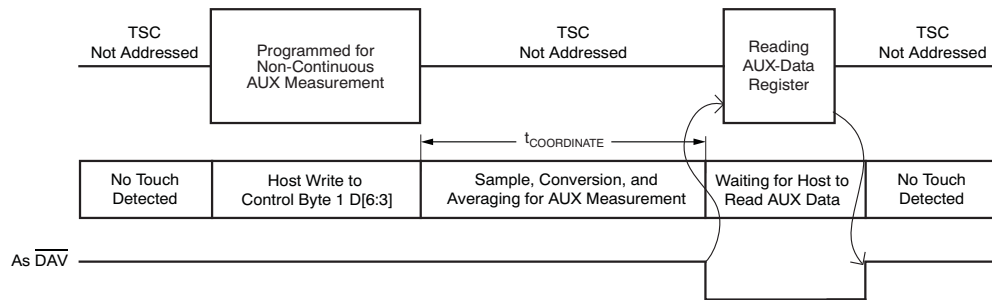 TSC
Not Addressed
Programmed for
Non-Continuous
AUX Measurement
TSC
Not Addressed
Reading
AUX-Data
Register
TSC
Not Addressed
tCOORDINATE
No Touch
Detected
Host Write to
Control Byte 1 D[6:3]
Sample, Conversion, and
Averaging for AUX Measurement
Waiting for Host to
Read AUX Data
No Touch
Detected
As DAV